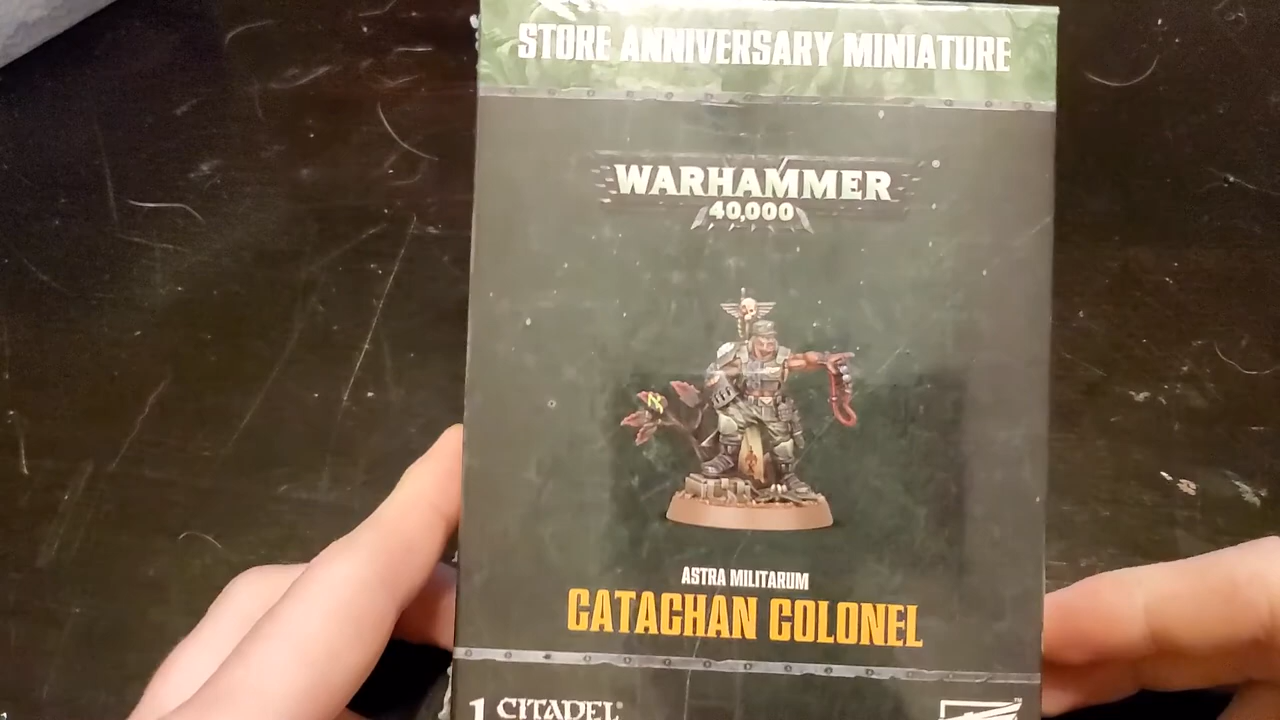 STORE ANNIVERSARY MINIATURE
WARHAMMER
40,000
ASTRA MILITARUM
CATACHAN COLONEL
1 CITADEL